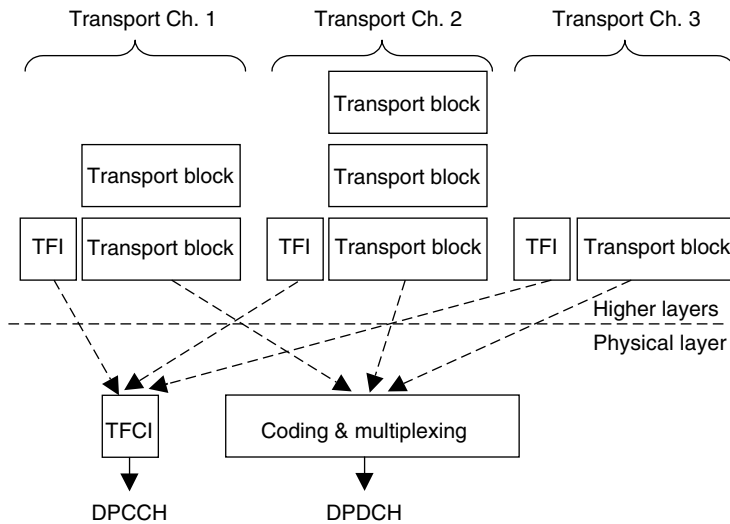 Transport Ch. 1
Transport Ch. 2
Transport Ch. 3
Transport block
Transport block
Transport block
TFI
Transport block
TFI
Transport block
TFI
Transport block
Higher layers
Physical layer
TFCI
Coding & multiplexing
DPCCH
DPDCH